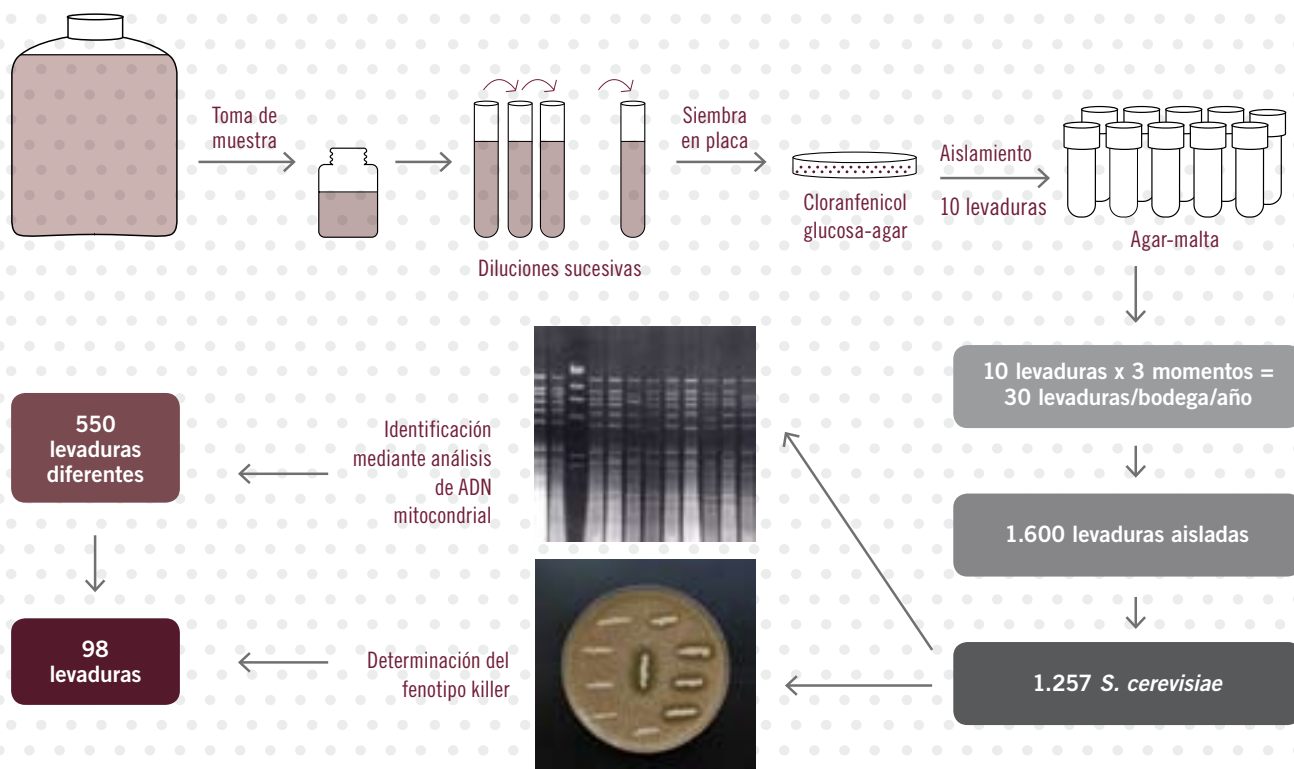 Toma de
muestra
Diluciones sucesivas
Siembra
en placa
Cloranfenicol
glucosa-agar
Aislamiento
10 levaduras
Agar-malta
10 levaduras x 3 momentos =
30 levaduras/bodega/año
1.600 levaduras aisladas
1.257 S. cerevisiae
Identificación
mediante análisis
de ADN
mitocondrial
550
levaduras
diferentes
Determinación del
fenotipo killer
98
levaduras